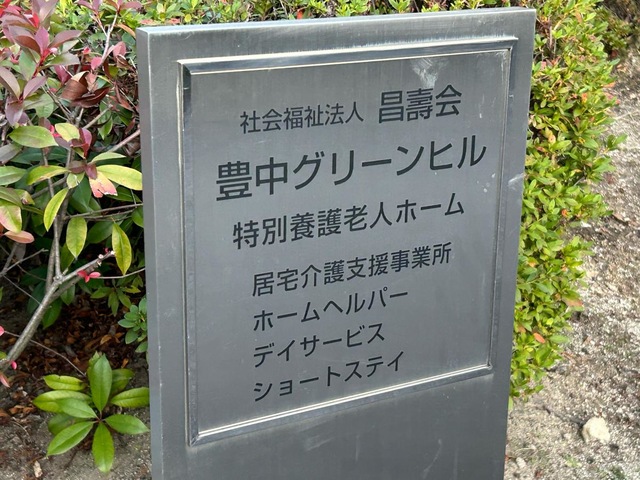 社会福祉法人 昌壽会
豊中グリーンヒル
特別養護老人ホーム
居宅介護支援事業所
ホームヘルパー
デイサービス
ショートステイ